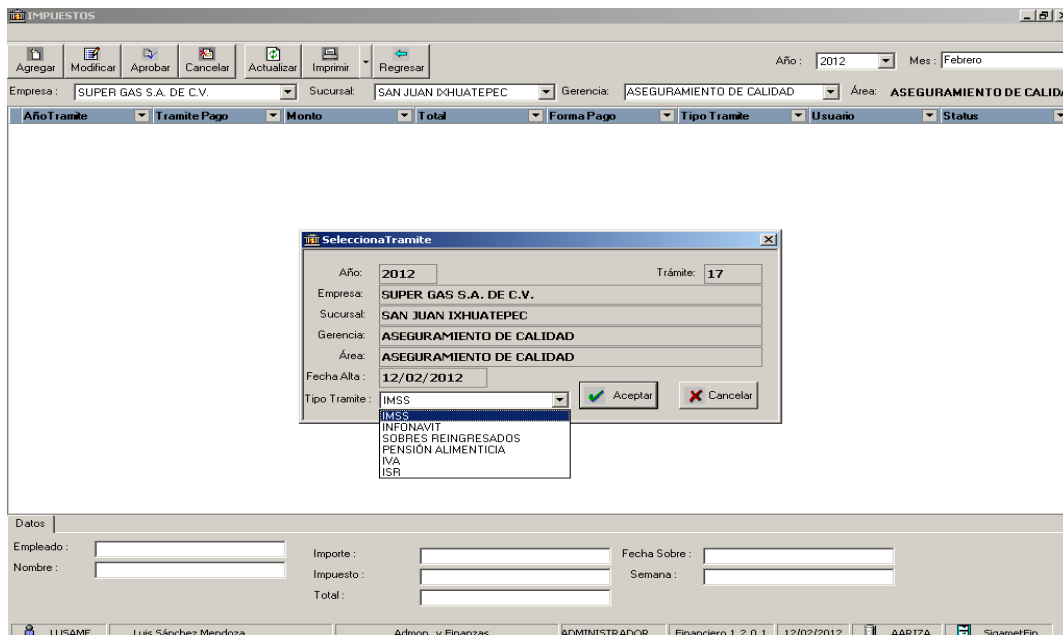 IMPUESTOS
Agregar Modificar Aprobar Cancelar Actualizar Imprimir Regresar Año : 2012 Mes : Febrero
Empresa : SUPER GAS S.A. DE C.V. Sucursal: SAN JUAN IXHUATEPEC Gerencia: ASEGURAMIENTO DE CALIDAD Área: ASEGURAMIENTO DE CALIDA
AñoTramite Tramite Pago Monto Total Forma Pago Tipo Tramite Usuario Status
SeleccionaTramite
Año: 2012 Trámite: 17
Empresa: SUPER GAS S.A. DE C.V.
Sucursal: SAN JUAN IXHUATEPEC
Gerencia: ASEGURAMIENTO DE CALIDAD
Área: ASEGURAMIENTO DE CALIDAD
Fecha Alta : 12/02/2012
Tipo Tramite : IMSS Aceptar Cancelar
IMSS
INFONAVIT
SOBRES REINGRESADOS
PENSIÓN ALIMENTICIA
IVA
ISR
Datos
Empleado : Importe : Fecha Sobre :
Nombre : Impuesto : Semana :
Total :
LUSAME Luis Sánchez Mendoza Admon. y Finanzas ADMINISTRADOR Financiero 1.2.0.1 12/02/2012 AARIZA SigametFin